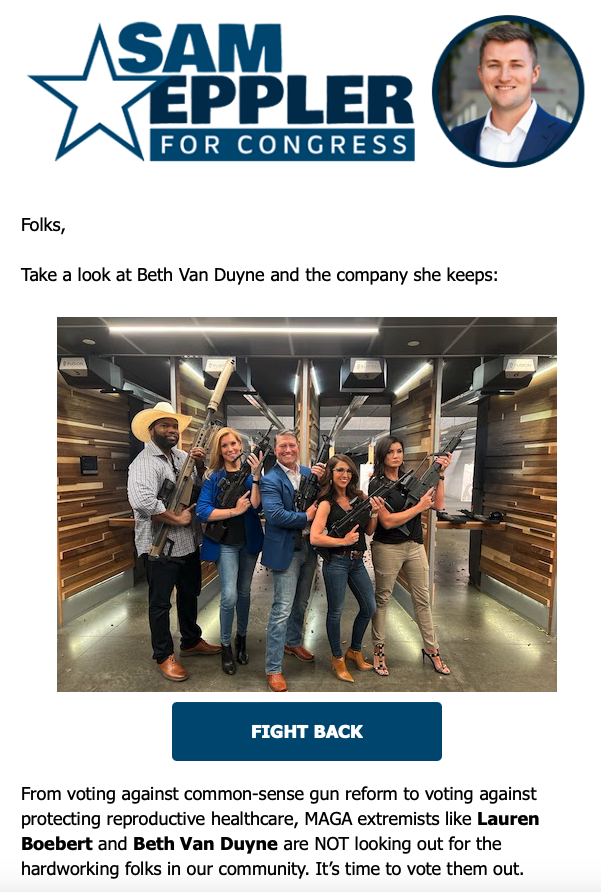 SAM
EPPLER
FOR CONGRESS
Folks,
Take a look at Beth Van Duyne and the company she keeps:
FIGHT BACK
From voting against common-sense gun reform to voting against
protecting reproductive healthcare, MAGA extremists like Lauren
Boebert and Beth Van Duyne are NOT looking out for the
hardworking folks in our community. It’s time to vote them out.